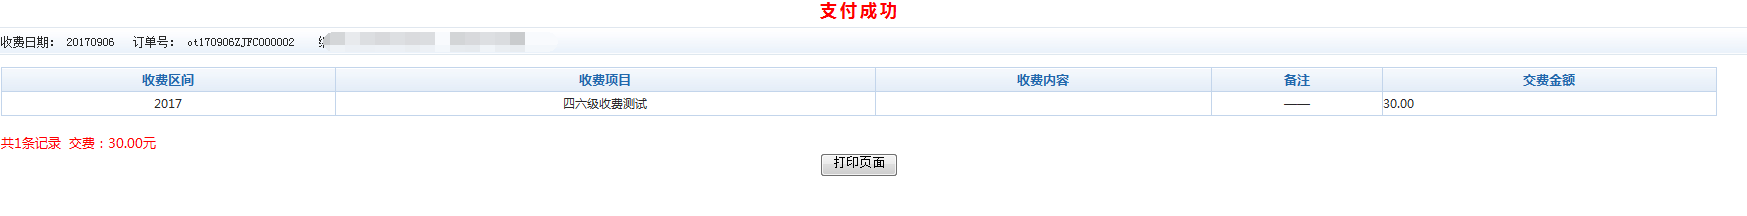 支付成功
收费日期： 20170906 订单号： ot170906ZJFC000002
收费区间 收费项目 收费内容 备注 交费金额
2017 四六级收费测试 —— 30.00
共1条记录 交费：30.00元
打印页面